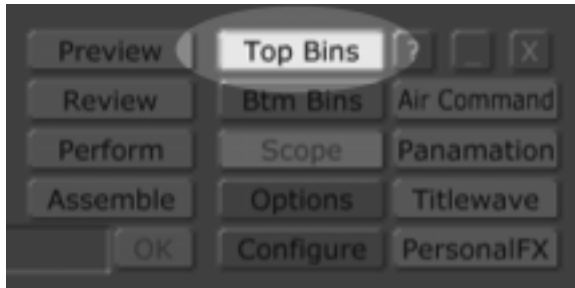 Preview Top Bins ? _ X
Review Btm Bins Air Command
Perform Scope Panamation
Assemble Options Titlewave
OK Configure PersonalFX